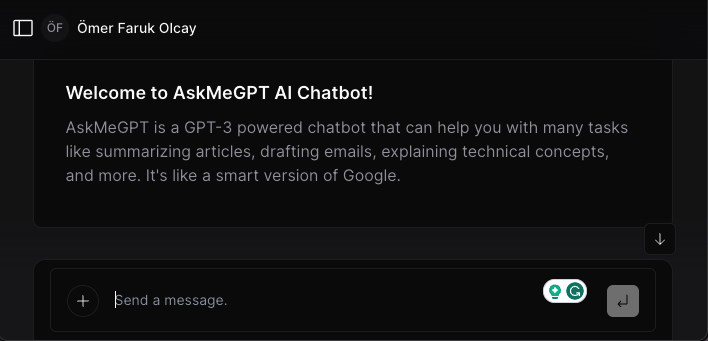 ÖF Ömer Faruk Olcay
Welcome to AskMeGPT AI Chatbot!
AskMeGPT is a GPT-3 powered chatbot that can help you with many tasks
like summarizing articles, drafting emails, explaining technical concepts,
and more. It's like a smart version of Google.
Send a message.